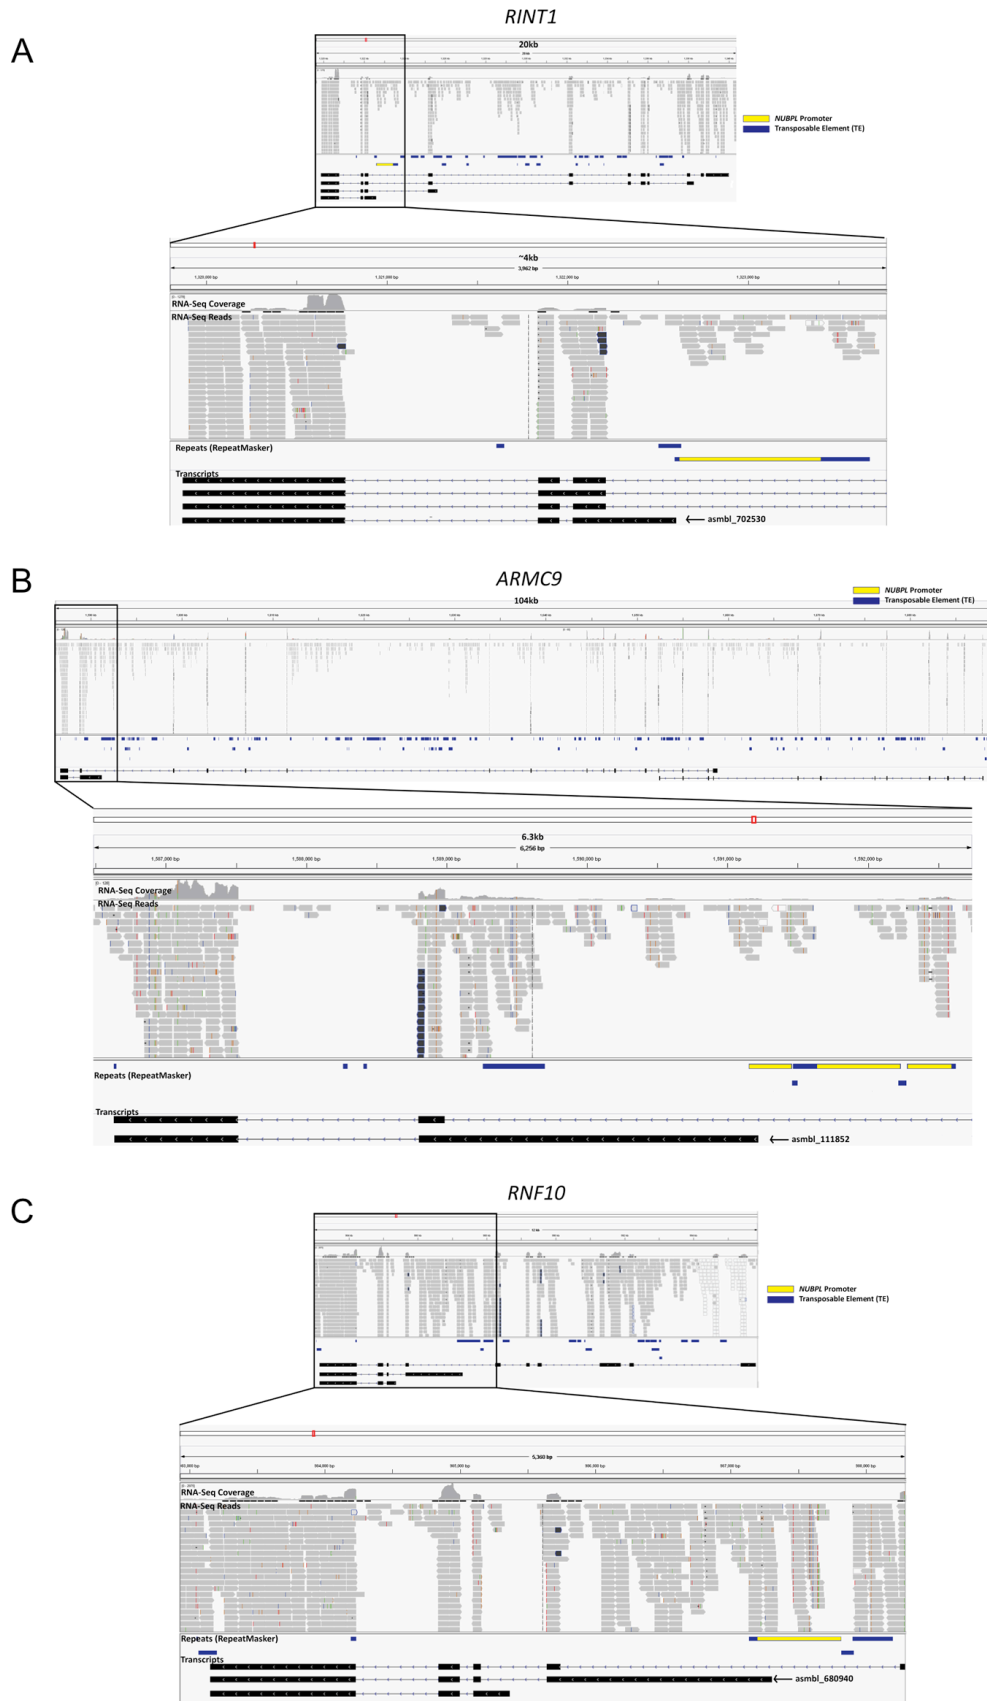 RINT1
A
20kb
NUBPL Promoter
Transposable Element (TE)
~4kb
3,962 bp
1,320,000 bp
1,321,000 bp
1,322,000 bp
1,323,000 bp
RNA-Seq Coverage
RNA-Seq Reads
Repeats (RepeatMasker)
Transcripts
asmbl_702530
B
ARMC9
104kb
NUBPL Promoter
Transposable Element (TE)
6.3kb
6,256 bp
1,587,000 bp
1,588,000 bp
1,589,000 bp
1,590,000 bp
1,591,000 bp
1,592,000 bp
RNA-Seq Coverage
RNA-Seq Reads
Repeats (RepeatMasker)
Transcripts
asmbl_111852
RNF10
C
NUBPL Promoter
Transposable Element (TE)
5,360 bp
RNA-Seq Coverage
RNA-Seq Reads
Repeats (RepeatMasker)
Transcripts
asmbl_680940